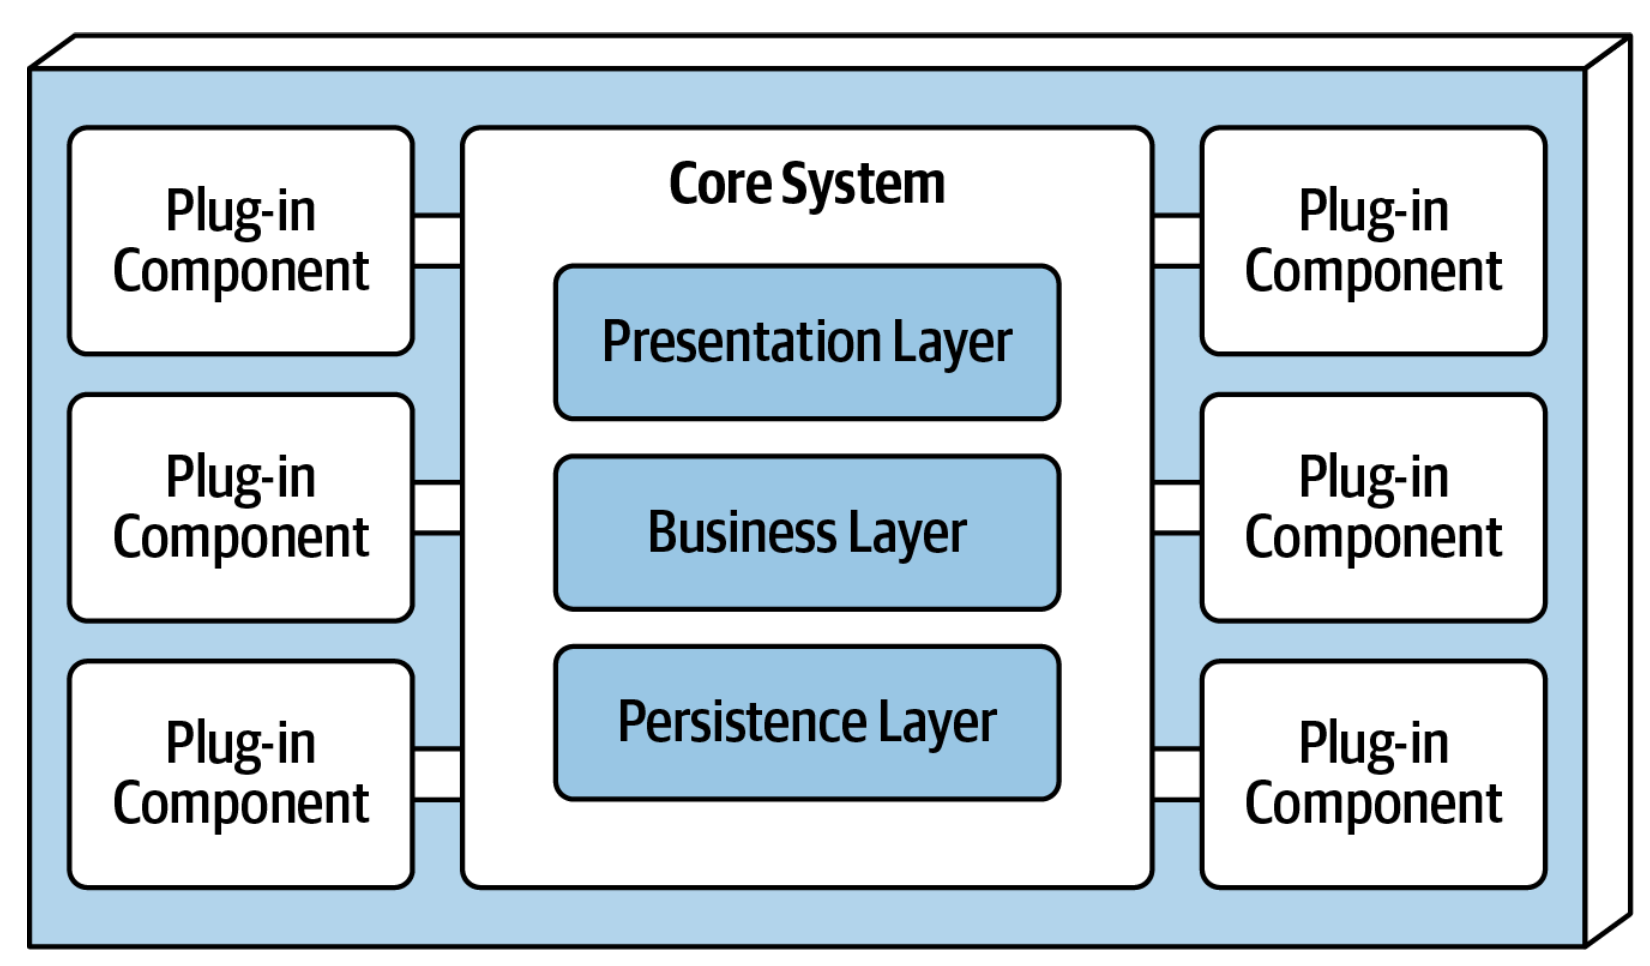 Plug-in
Component
Plug-in
Component
Plug-in
Component
Core System
Presentation Layer
Business Layer
Persistence Layer
Plug-in
Component
Plug-in
Component
Plug-in
Component